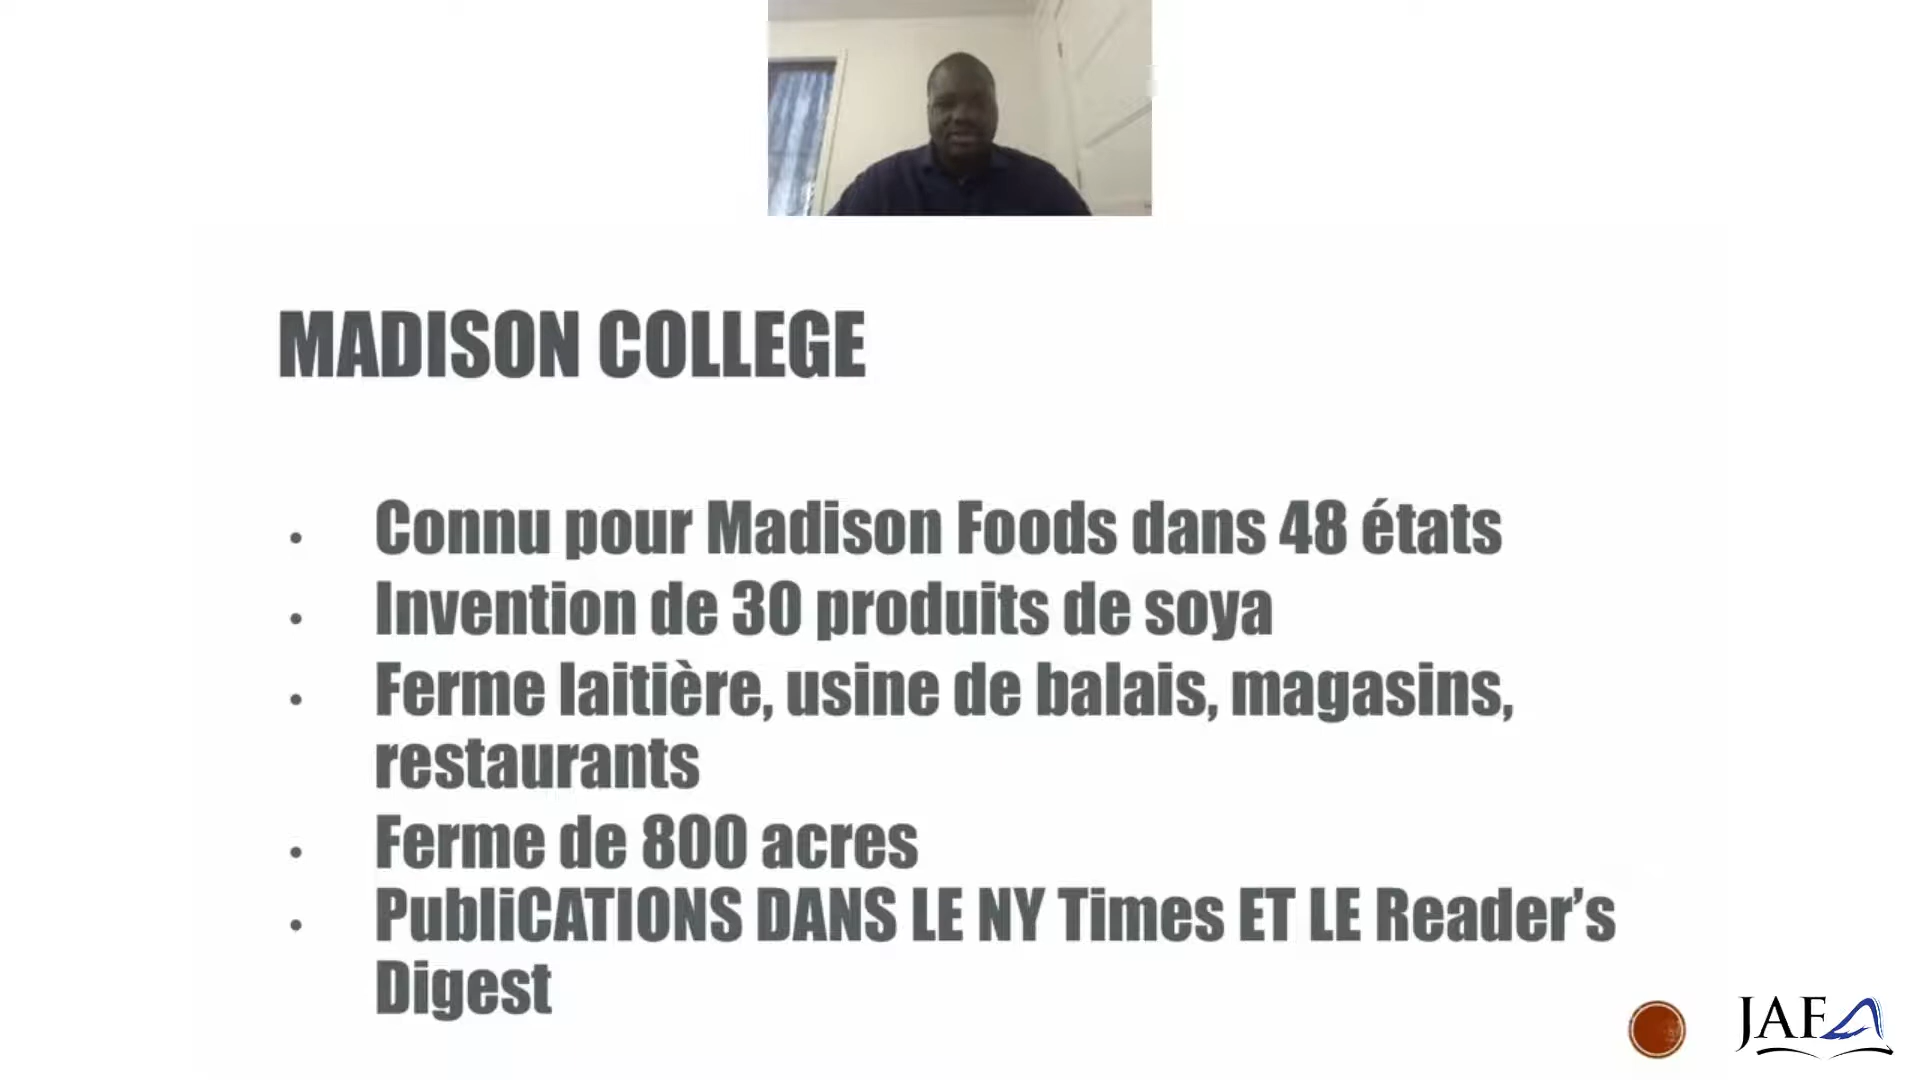 MADISON COLLEGE
• Connu pour Madison Foods dans 48 états
• Invention de 30 produits de soya
• Ferme laitière, usine de balais, magasins,
restaurants
• Ferme de 800 acres
• PubliCATIONS DANS LE NY Times ET LE Reader’s
Digest
JAFA